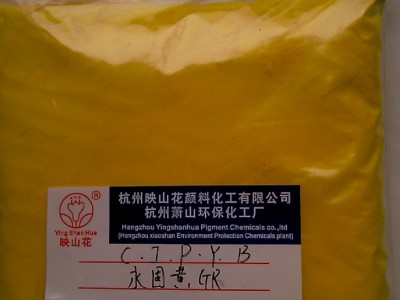 Ying Shan Hua
映山花
®
杭州映山花颜料化工有限公司
杭州萧山环保化工厂
Hangzhou Yingshanhua Pigment Chemicals co.,ltd
(Hangzhou xiaoshan Environment Protection Chemicals plant)
C. I. P. Y. 13
永固黄. GR